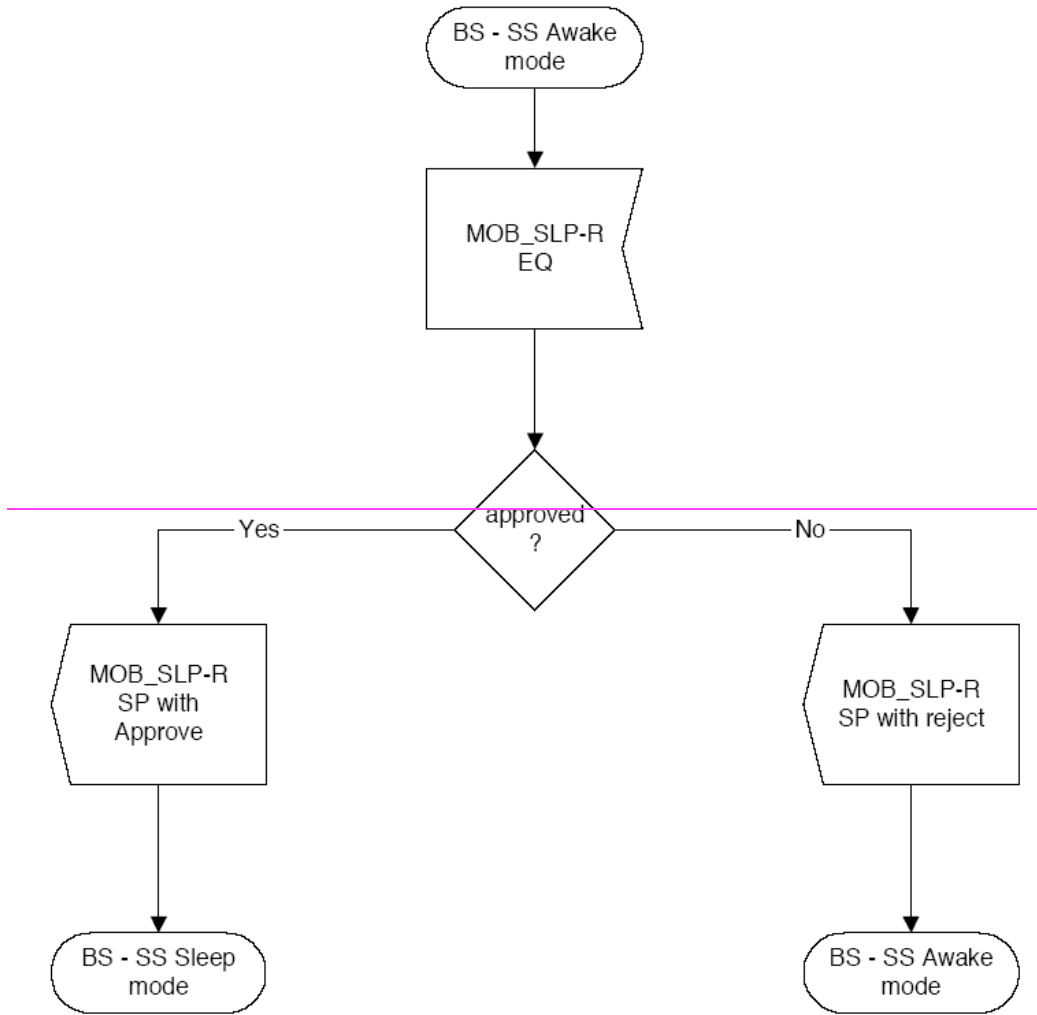 BS - SS Awake
mode
MOB_SLP-R
EQ
approved
?
Yes
No
MOB_SLP-R
SP with
Approve
MOB_SLP-R
SP with reject
BS - SS Sleep
mode
BS - SS Awake
mode